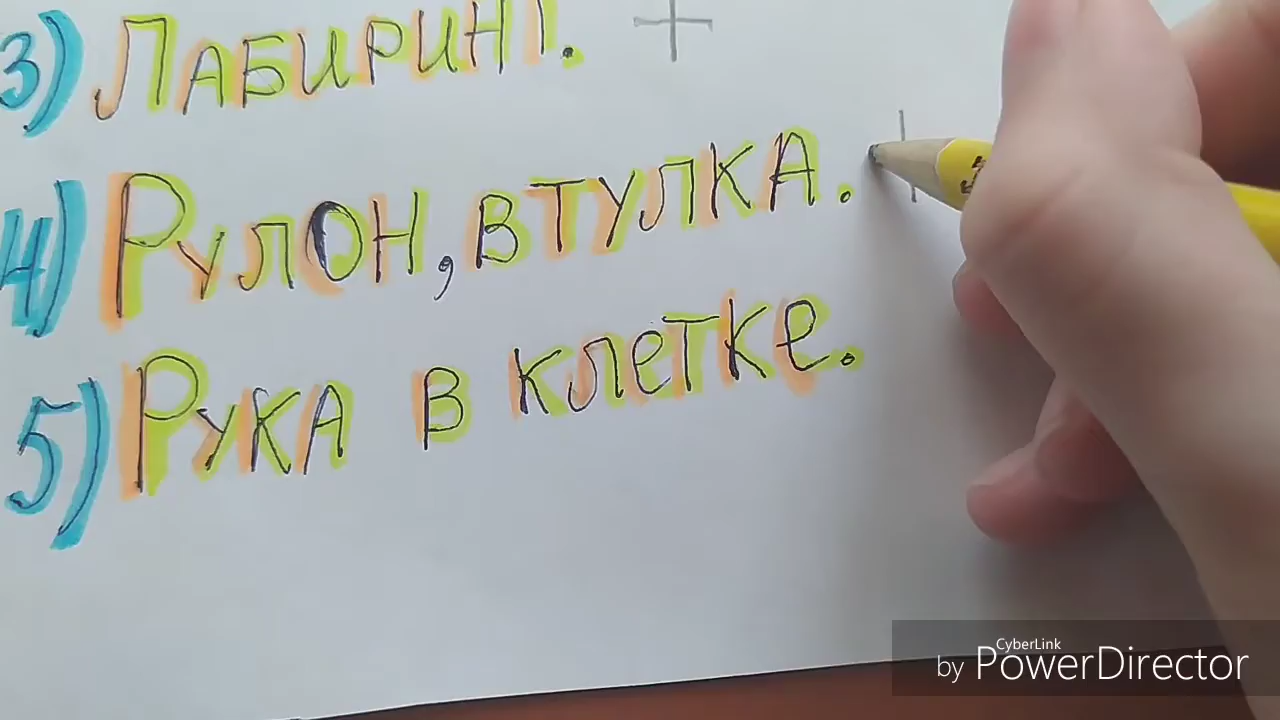 3) Лабиринт.
4) Рулон, втулка.
5) Рука в клетке.
CyberLink
by PowerDirector